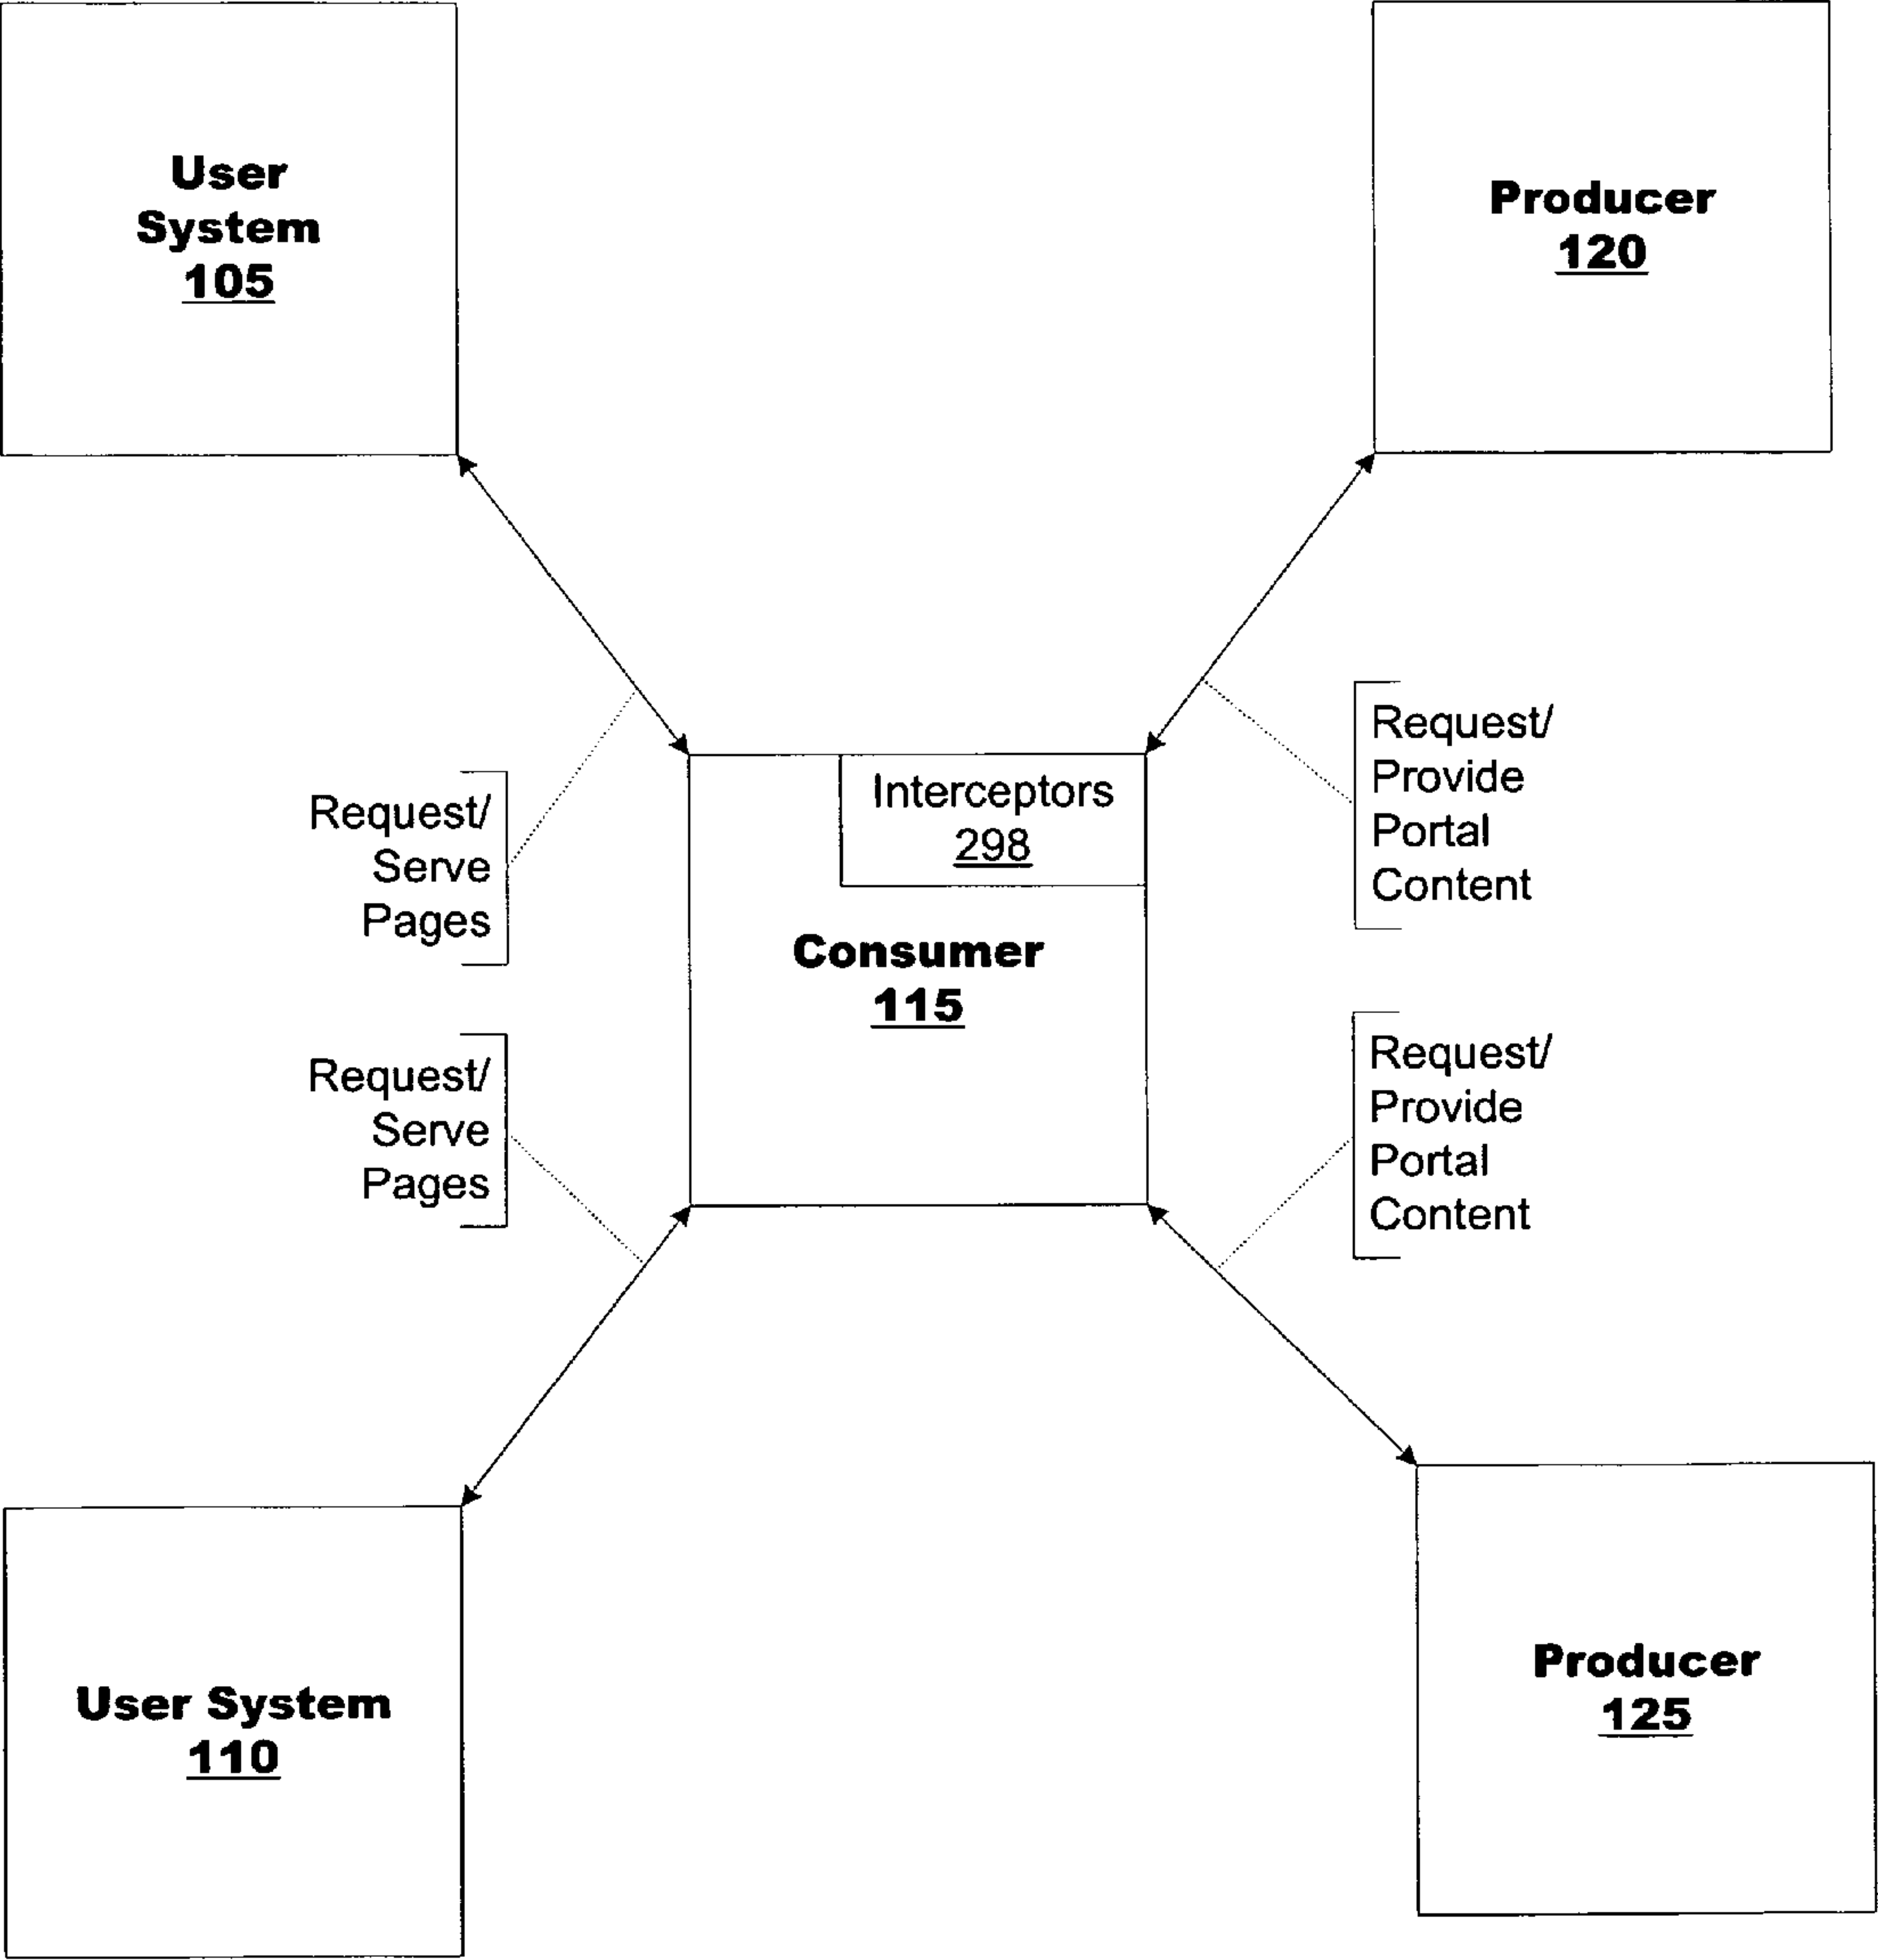 User
System
105
Producer
120
Request/
Serve
Pages
Interceptors
298
Consumer
115
Request/
Provide
Portal
Content
Request/
Serve
Pages
Request/
Provide
Portal
Content
User System
110
Producer
125